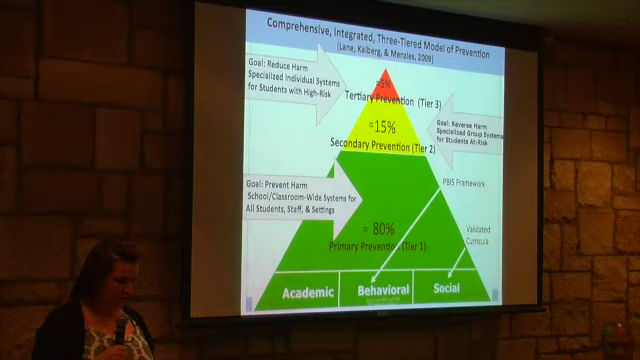 Comprehensive, Integrated, Three-Tiered Model of Prevention
(Lane, Kalberg, & Menzies, 2009)
Goal: Reduce Harm
Specialized Individual Systems
for Students with High-Risk
≈5%
Tertiary Prevention (Tier 3)
Goal: Reverse Harm
Specialized Group Systems
for Students At-Risk
≈15%
Secondary Prevention (Tier 2)
PBIS Framework
Goal: Prevent Harm
School/Classroom-Wide Systems for
All Students, Staff, & Settings
≈ 80%
Validated
Curricula
Primary Prevention (Tier 1)
Academic
Behavioral
Social